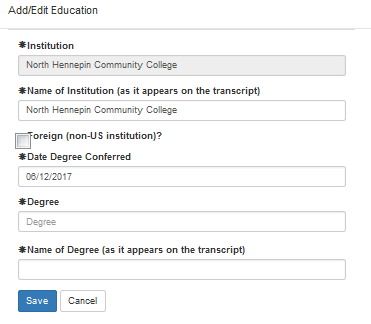 Add/Edit Education
✱Institution
North Hennepin Community College
✱Name of Institution (as it appears on the transcript)
North Hennepin Community College
Foreign (non-US institution)?
✱Date Degree Conferred
06/12/2017
✱Degree
Degree
✱Name of Degree (as it appears on the transcript)
Save Cancel